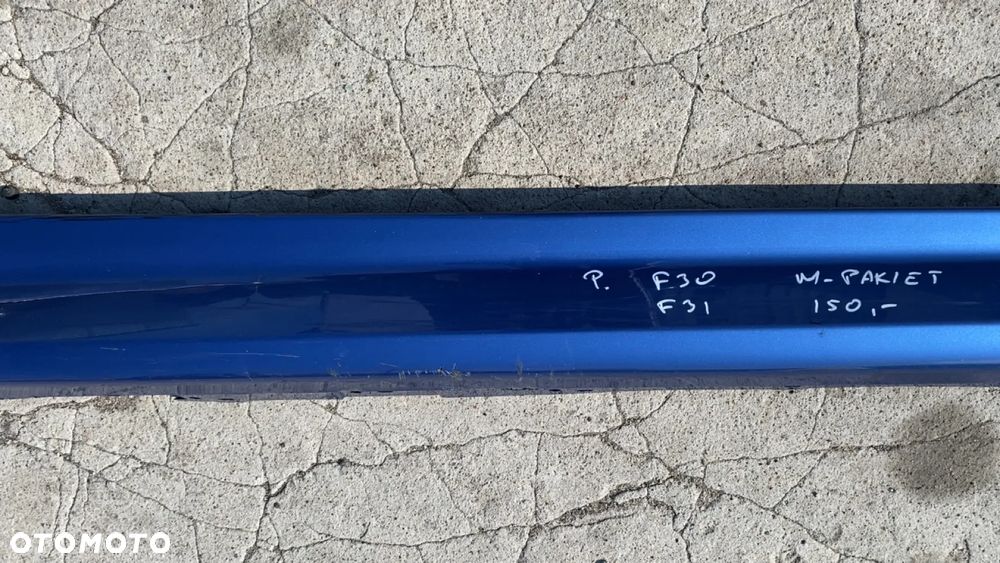 P. F30 M-PAKIET
F31 150,-
OTOMOTO